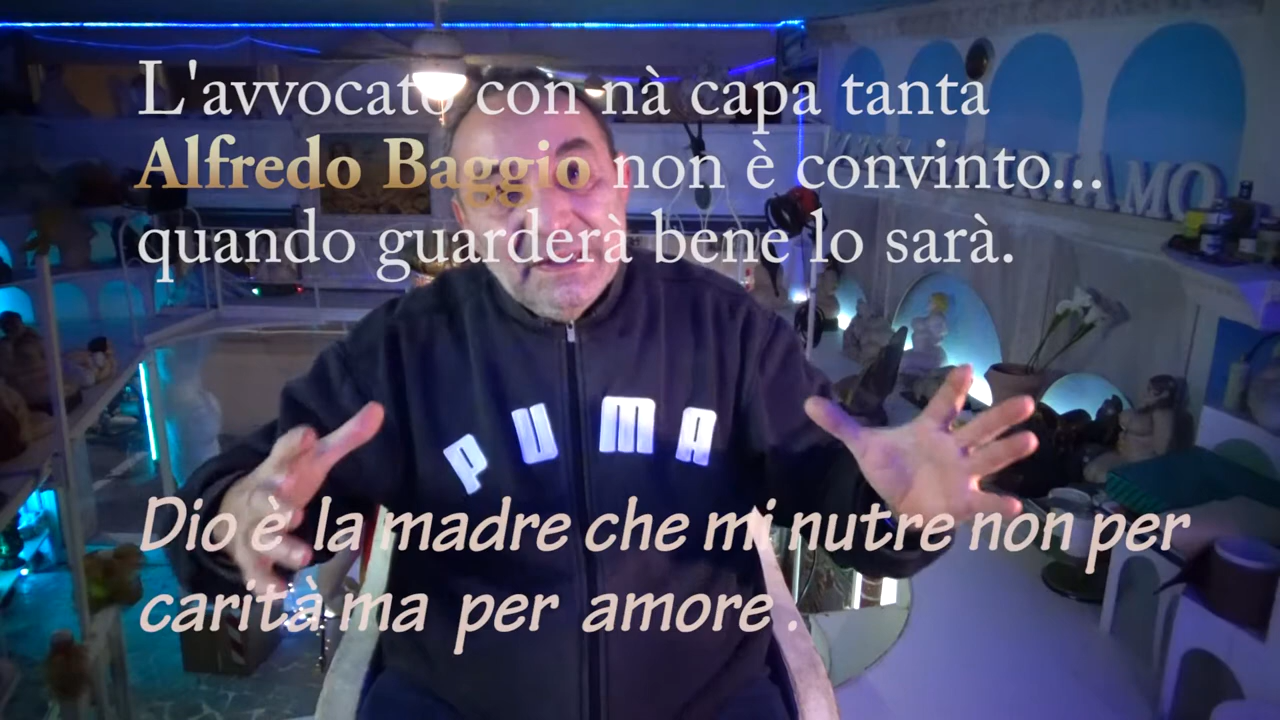 L'avvocato con nà capa tanta
Alfredo Baggio non è convinto...
quando guarderà bene lo sarà.
PUMA
Dio è la madre che mi nutre non per
carità ma per amore.